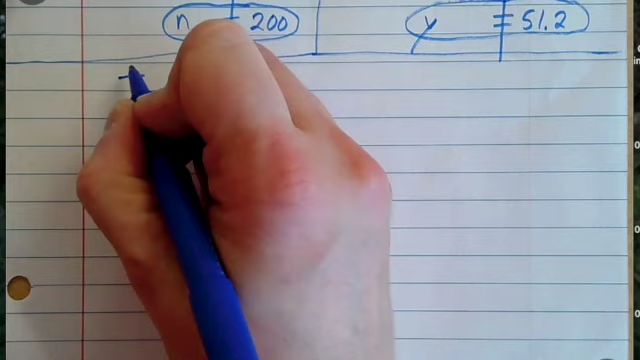 n = 200
y = 51.2